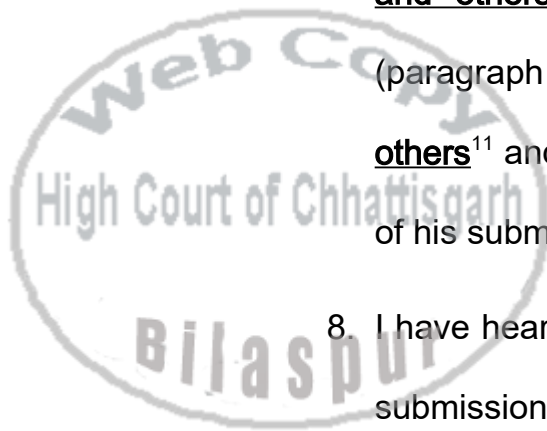 and others
(paragraph
others11 and
of his subm
8. I have hear
submission
Web Copy
High Court of Chhattisgarh
Bilaspur